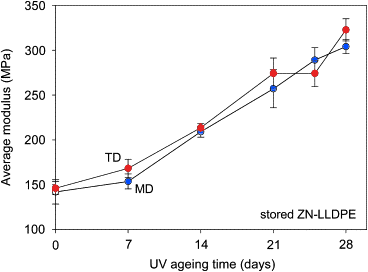 350
300
250
200
150
100
Average modulus (MPa)
TD
MD
stored ZN-LLDPE
0
7
14
21
28
UV ageing time (days)